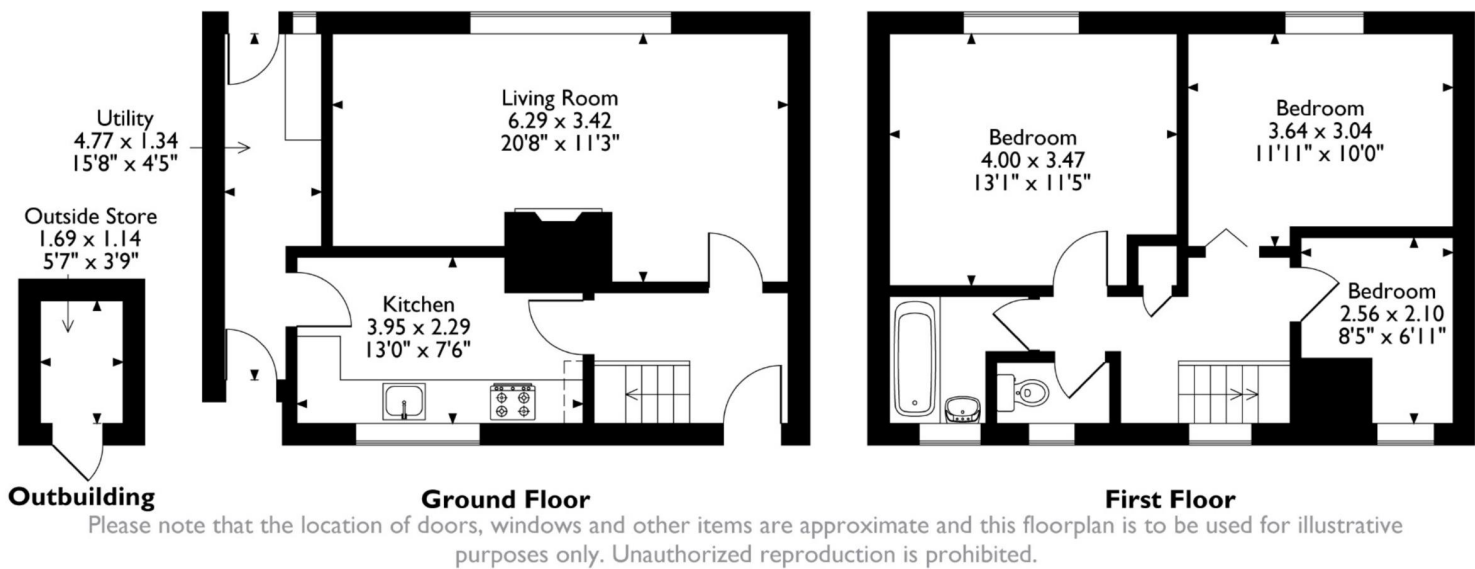 Utility
4.77 x 1.34
15'8" x 4'5"
Outside Store
1.69 x 1.14
5'7" x 3'9"
Outbuilding
Living Room
6.29 x 3.42
20'8" x 11'3"
Kitchen
3.95 x 2.29
13'0" x 7'6"
Ground Floor
Bedroom
4.00 x 3.47
13'1" x 11'5"
Bedroom
3.64 x 3.04
11'11" x 10'0"
Bedroom
2.56 x 2.10
8'5" x 6'11"
First Floor
Please note that the location of doors, windows and other items are approximate and this floorplan is to be used for illustrative
purposes only. Unauthorized reproduction is prohibited.